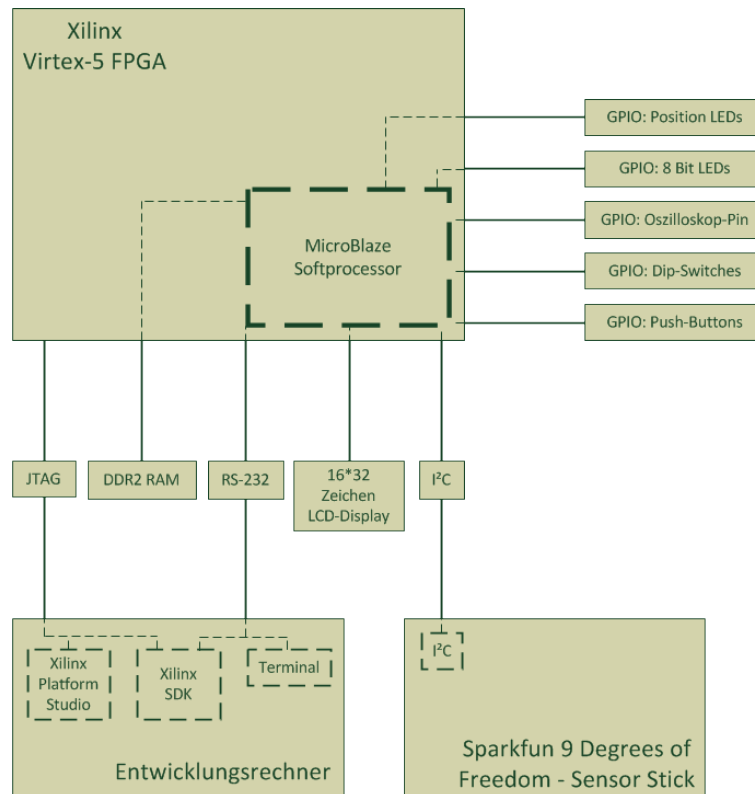 Xilinx
Virtex-5 FPGA
GPIO: Position LEDs
GPIO: 8 Bit LEDs
GPIO: Oszilloskop-Pin
GPIO: Dip-Switches
GPIO: Push-Buttons
MicroBlaze
Softprocessor
JTAG
DDR2 RAM
RS-232
16*32
Zeichen
LCD-Display
I²C
Xilinx
Platform
Studio
Xilinx
SDK
Terminal
Entwicklungsrechner
I²C
Sparkfun 9 Degrees of
Freedom - Sensor Stick